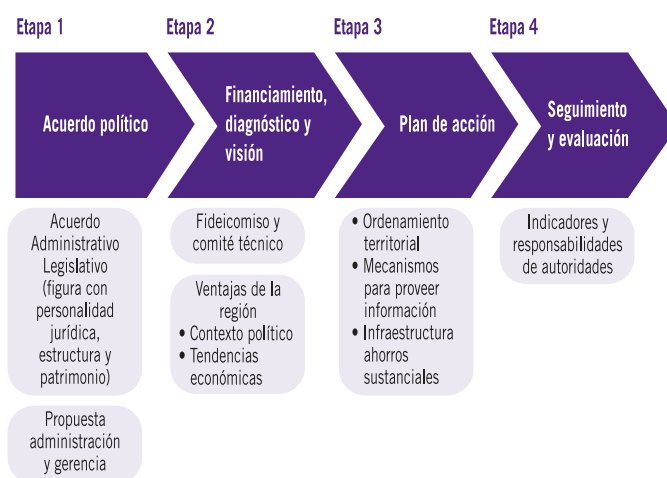 Etapa 1
Etapa 2
Etapa 3
Etapa 4
Acuerdo político
Financiamiento,
diagnóstico y
visión
Plan de acción
Seguimiento
y evaluación
Acuerdo
Administrativo
Legislativo
(figura con
personalidad
jurídica,
estructura y
patrimonio)
Propuesta
administración
y gerencia
Fideicomiso y
comité técnico
Ventajas de la
región
• Contexto político
• Tendencias
económicas
• Ordenamiento
territorial
• Mecanismos
para proveer
información
• Infraestructura
ahorros
sustanciales
Indicadores y
responsabilidades
de autoridades